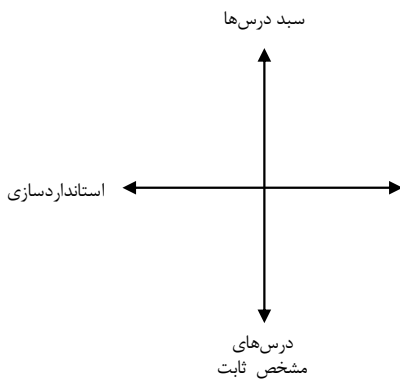 سبد درس‌ها
استانداردسازی
درس‌های
مشخص ثابت